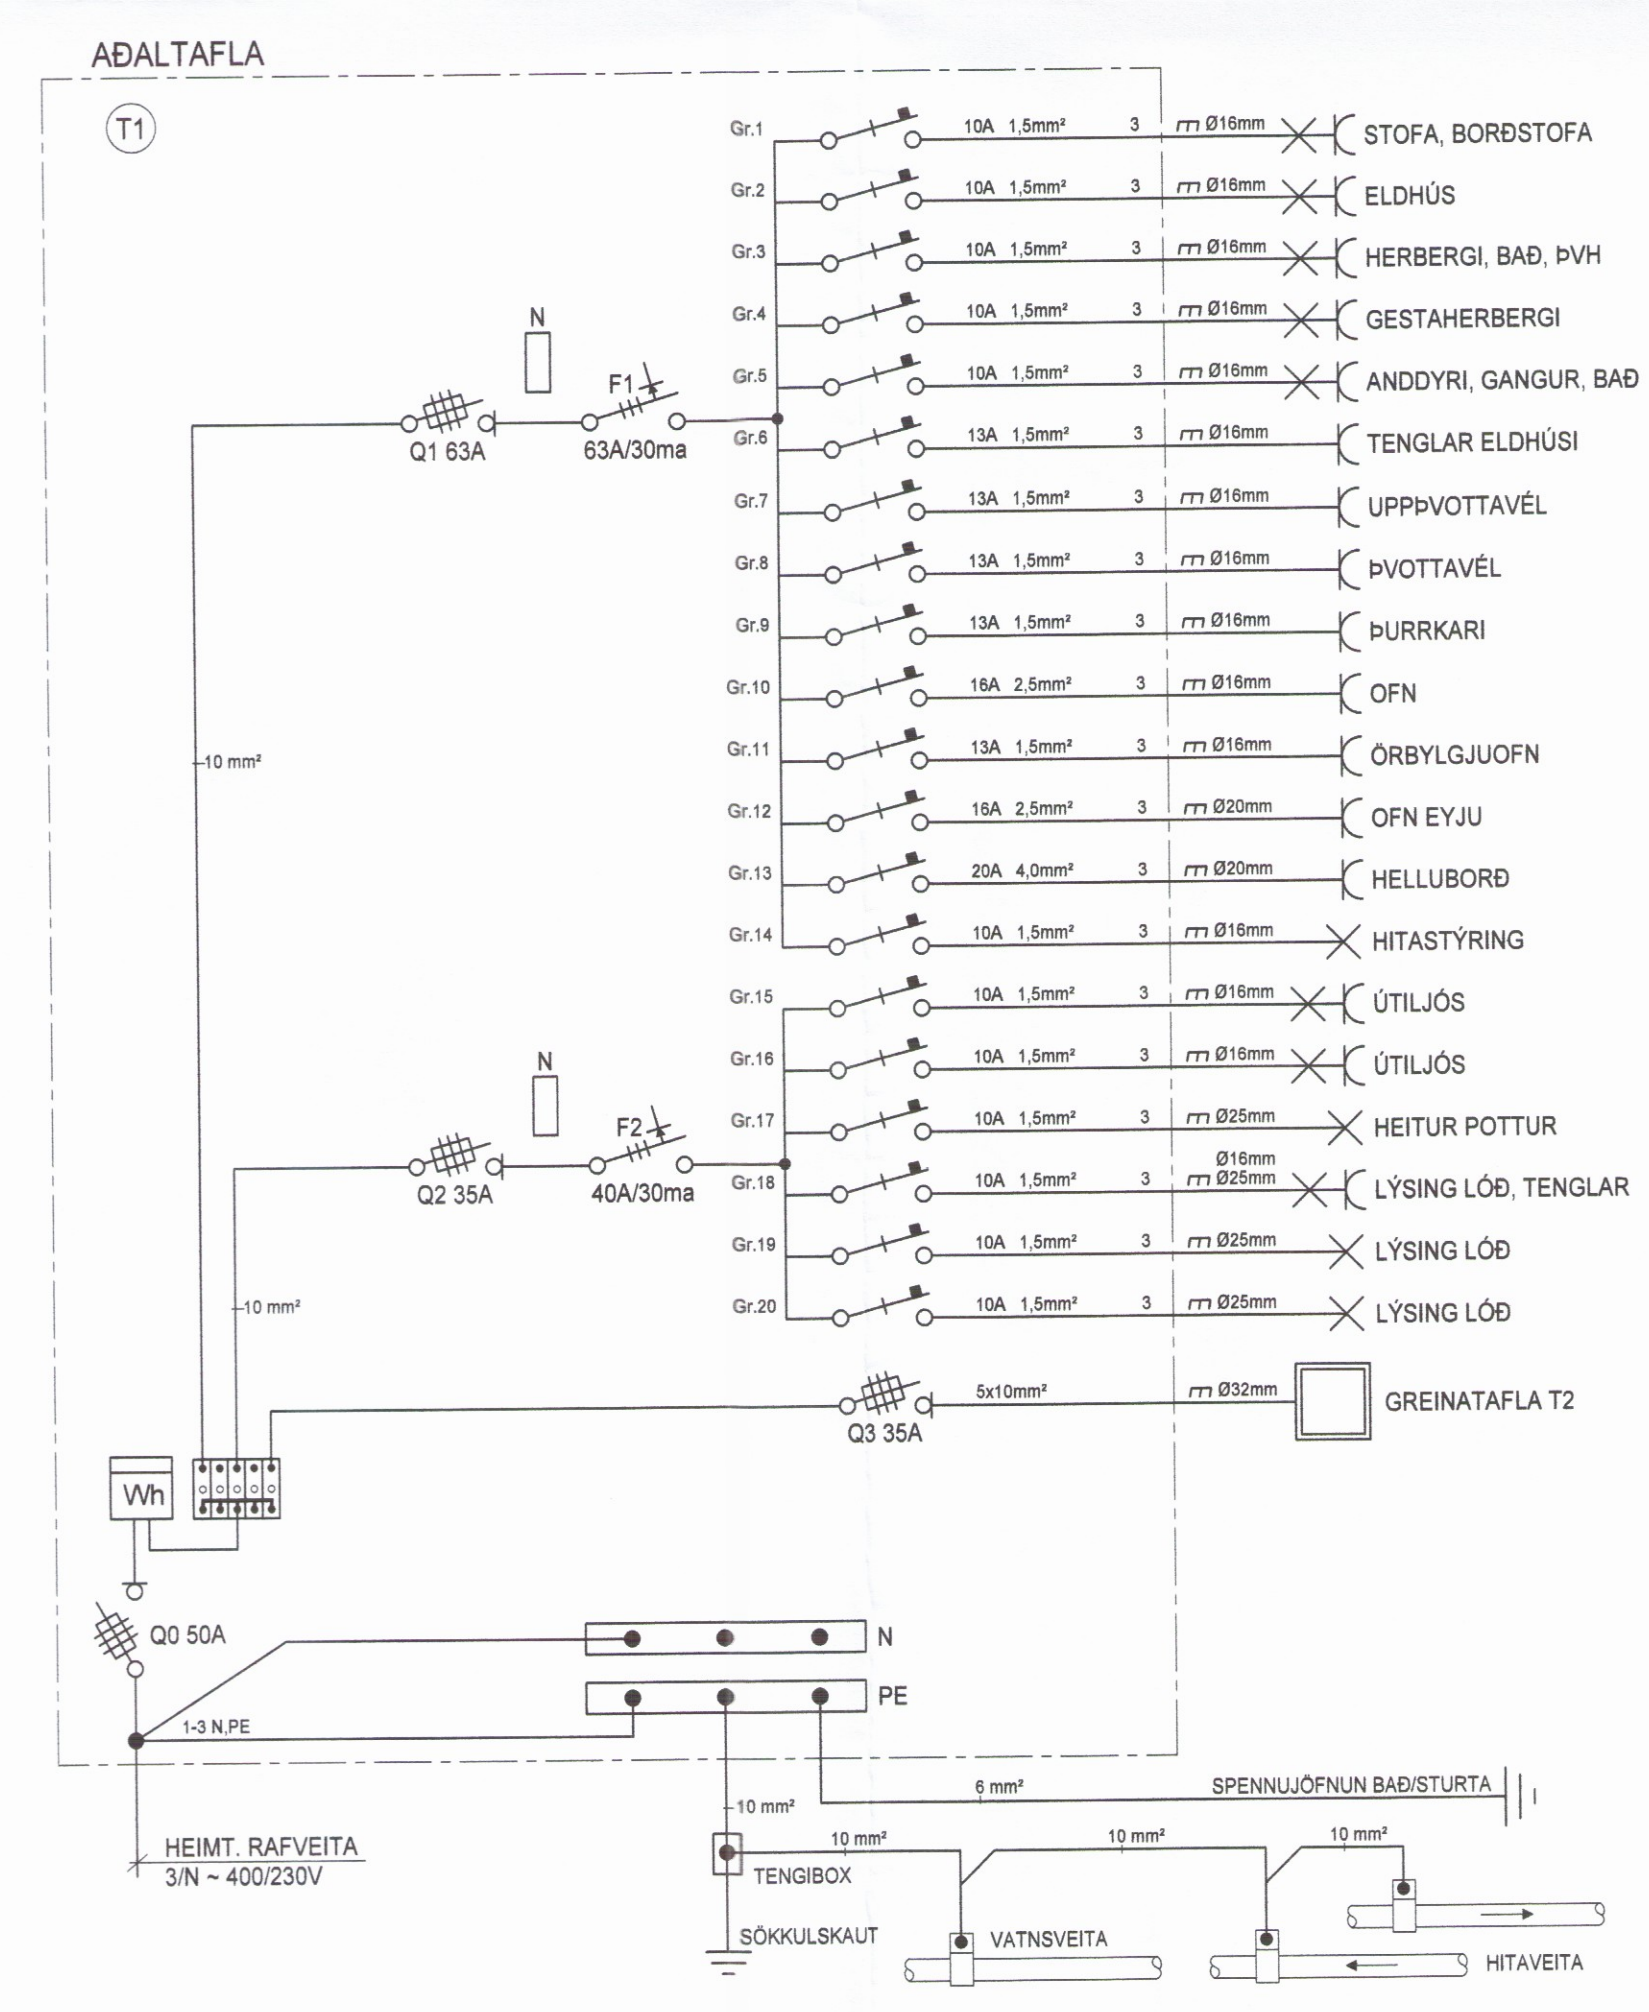 AÐALTAFLA
T1
Gr.1 10A 1,5mm² 3 Ø16mm STOFA, BORÐSTOFA
Gr.2 10A 1,5mm² 3 Ø16mm ELDHÚS
Gr.3 10A 1,5mm² 3 Ø16mm HERBERGI, BAÐ, ÞVH
N
Gr.4 10A 1,5mm² 3 Ø16mm GESTAHERBERGI
F1
Gr.5 10A 1,5mm² 3 Ø16mm ANDDYRI, GANGUR, BAÐ
Q1 63A
63A/30ma
Gr.6 13A 1,5mm² 3 Ø16mm TENGLAR ELDHÚSI
Gr.7 13A 1,5mm² 3 Ø16mm UPPÞVOTTAVÉL
Gr.8 13A 1,5mm² 3 Ø16mm ÞVOTTAVÉL
Gr.9 13A 1,5mm² 3 Ø16mm ÞURRKARI
Gr.10 16A 2,5mm² 3 Ø16mm OFN
10 mm²
Gr.11 13A 1,5mm² 3 Ø16mm ÖRBYLGJUOFN
Gr.12 16A 2,5mm² 3 Ø20mm OFN EYJU
Gr.13 20A 4,0mm² 3 Ø20mm HELLUBORÐ
Gr.14 10A 1,5mm² 3 Ø16mm HITASTÝRING
Gr.15 10A 1,5mm² 3 Ø16mm ÚTILJÓS
N
Gr.16 10A 1,5mm² 3 Ø16mm ÚTILJÓS
F2
Gr.17 10A 1,5mm² 3 Ø25mm HEITUR POTTUR
Q2 35A
40A/30ma
Ø16mm
Gr.18 10A 1,5mm² 3 Ø25mm LÝSING LÓÐ, TENGLAR
Gr.19 10A 1,5mm² 3 Ø25mm LÝSING LÓÐ
10 mm²
Gr.20 10A 1,5mm² 3 Ø25mm LÝSING LÓÐ
5x10mm² Ø32mm GREINATAFLA T2
Q3 35A
Wh
Q0 50A
N
PE
1-3 N,PE
6 mm² SPENNUJÖFNUN BAÐ/STURTA
10 mm²
HEIMT. RAFVEITA
3/N ~ 400/230V
10 mm² 10 mm² 10 mm²
TENGIBOX
SÖKKULSKAUT
VATNSVEITA
HITAVEITA